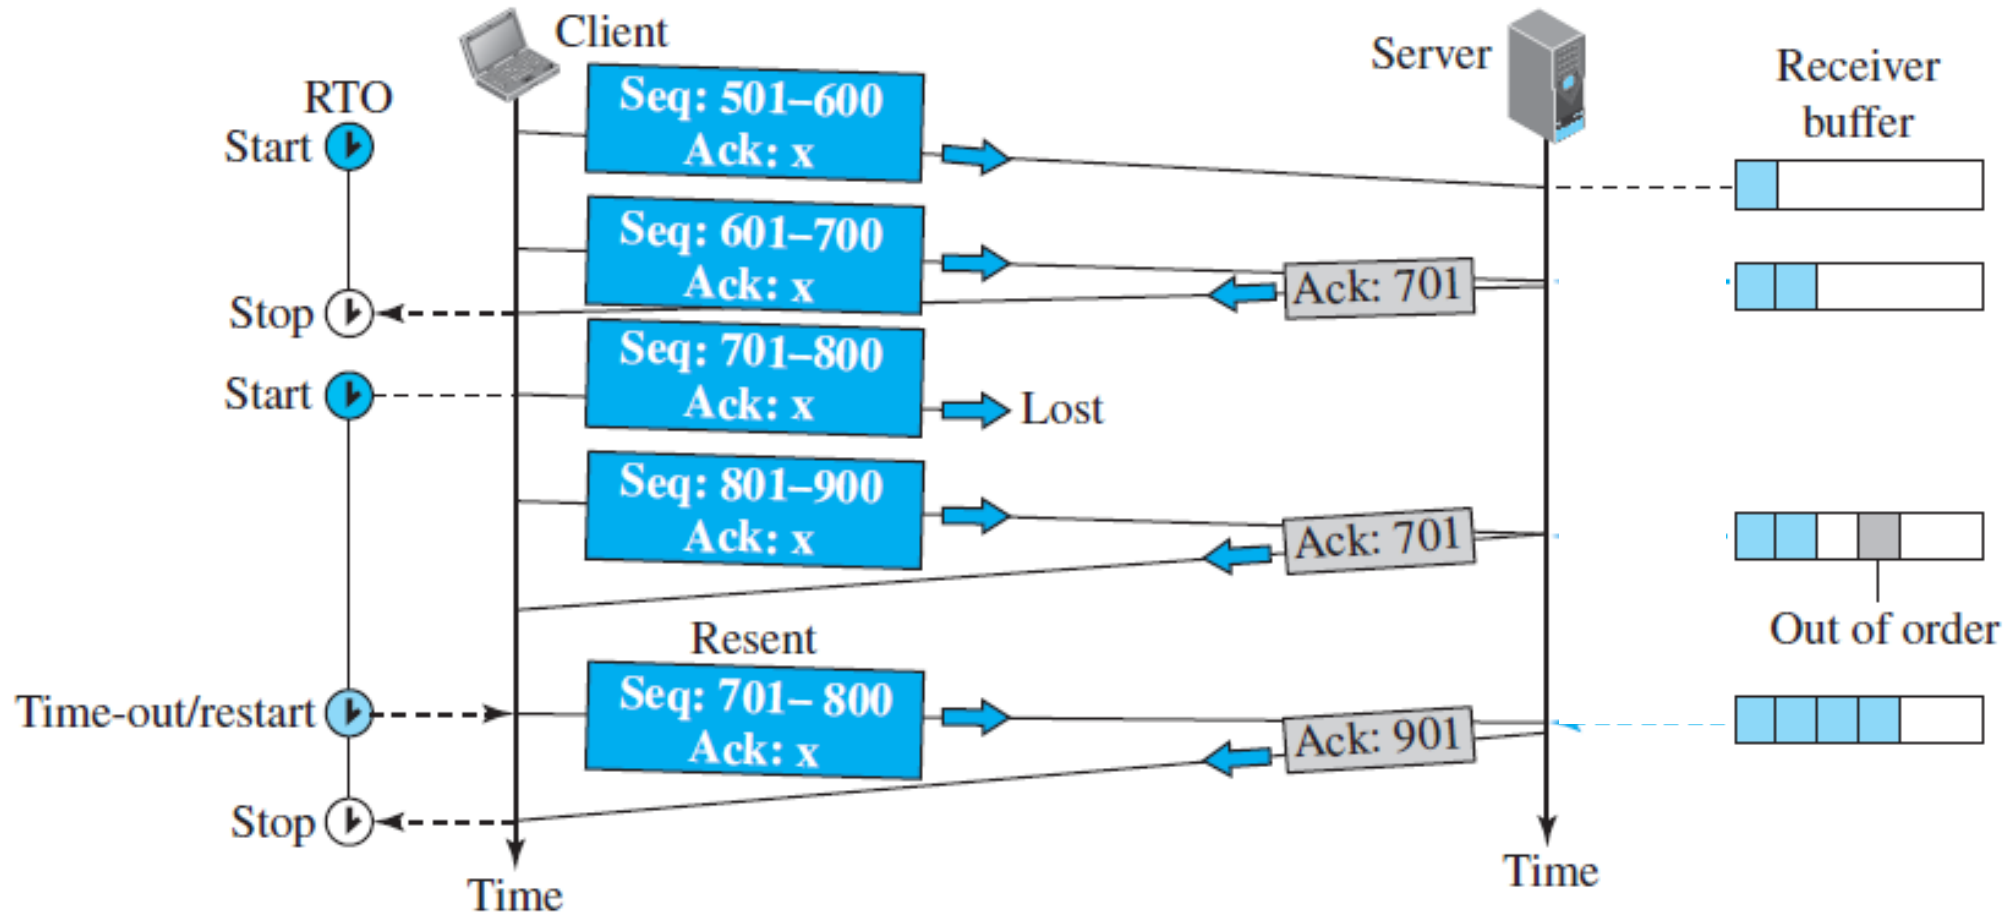 Client
Server
Receiver
buffer
RTO
Start
Seq: 501–600
Ack: x
Seq: 601–700
Ack: x
Ack: 701
Stop
Seq: 701–800
Ack: x
Start
Lost
Seq: 801–900
Ack: x
Ack: 701
Out of order
Resent
Time-out/restart
Seq: 701– 800
Ack: x
Ack: 901
Stop
Time
Time